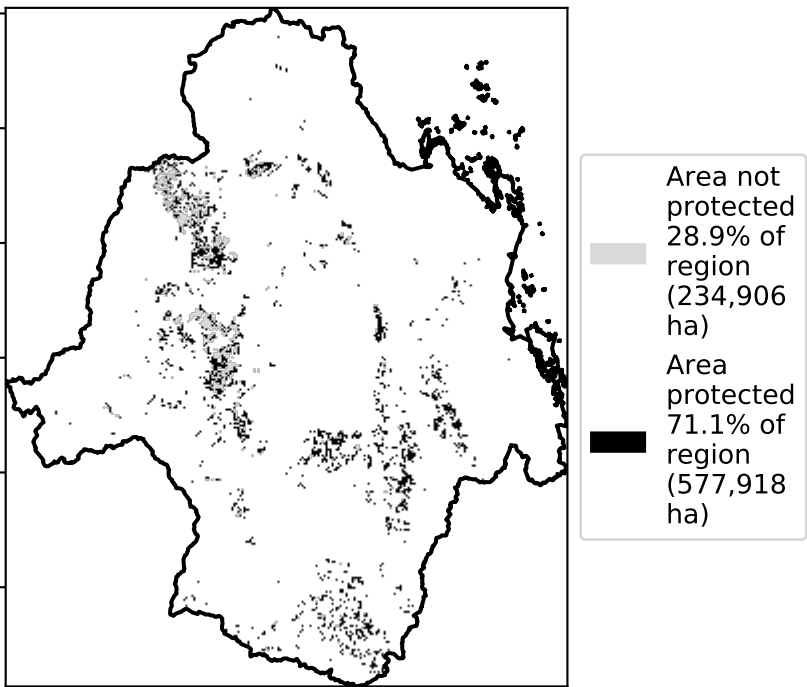 Area not
protected
28.9% of
region
(234,906
ha)
Area
protected
71.1% of
region
(577,918
ha)